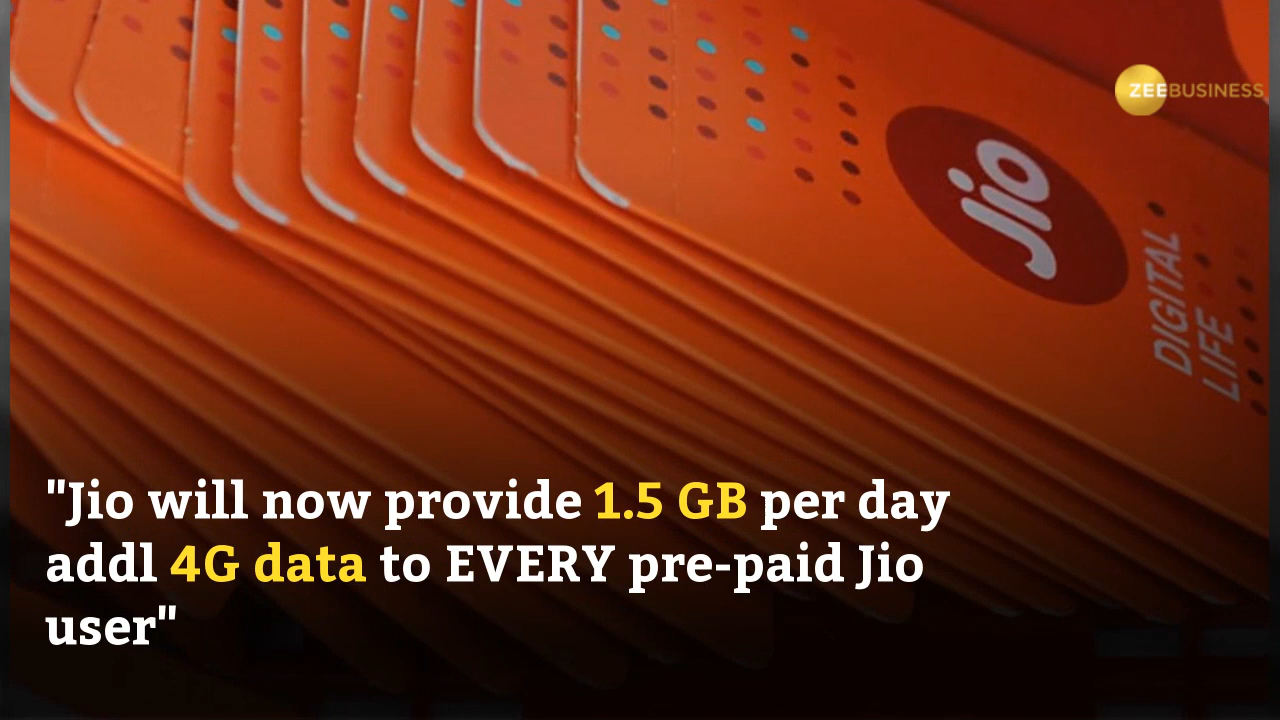 ZEEBUSINESS
Jio
DIGITAL
LIFE
"Jio will now provide 1.5 GB per day
addl 4G data to EVERY pre-paid Jio
user"